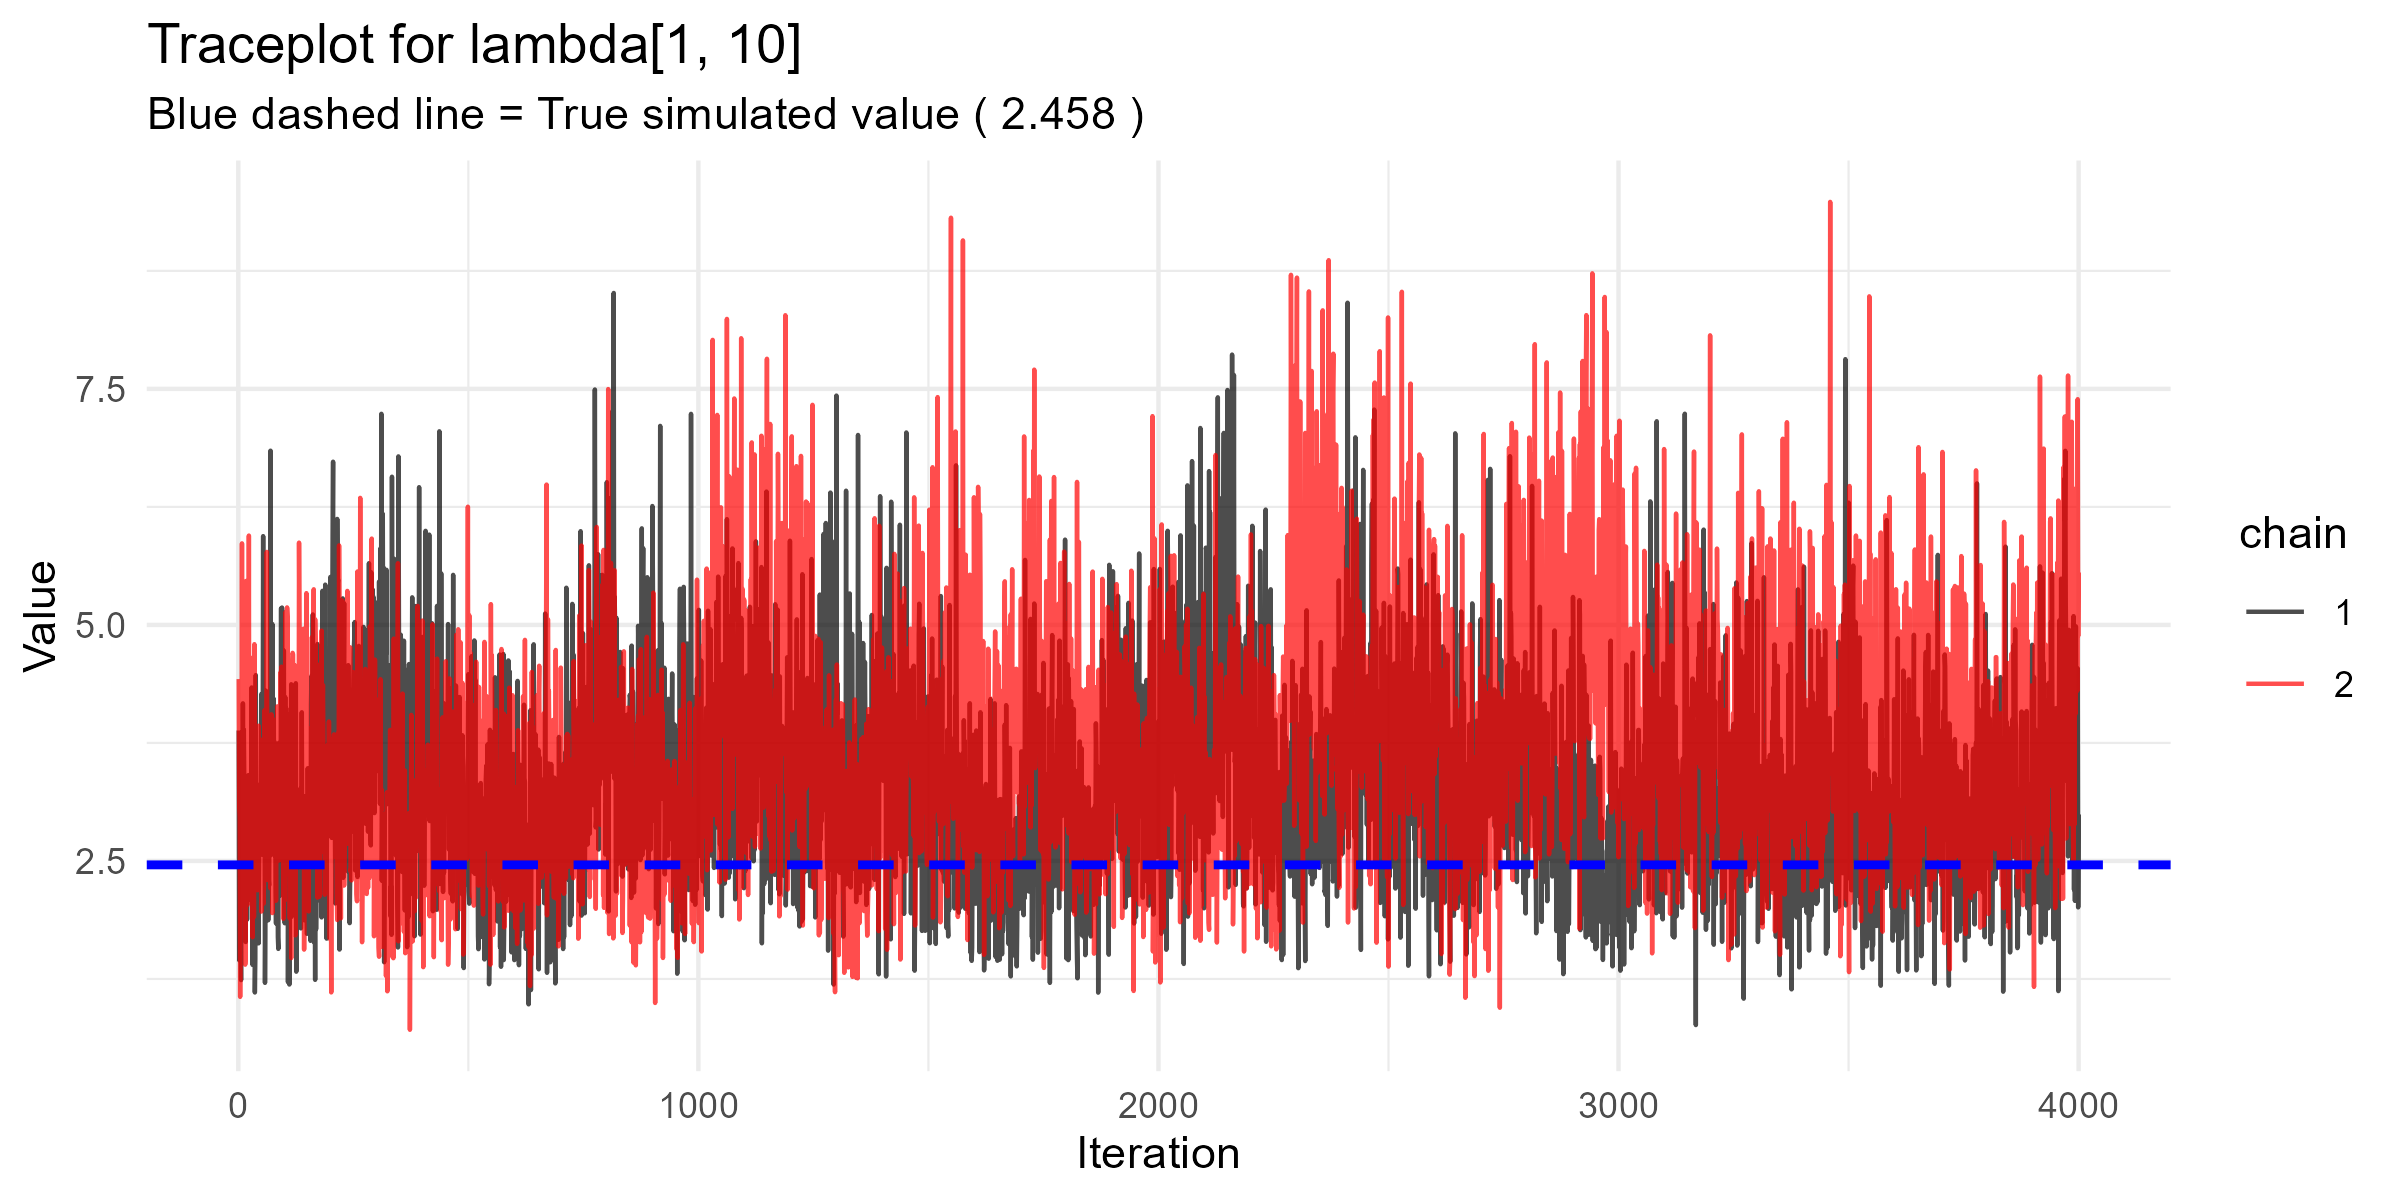 Traceplot for lambda[1, 10]
Blue dashed line = True simulated value ( 2.458 )
Value
7.5
5.0
2.5
0
1000
2000
3000
4000
Iteration
chain
1
2